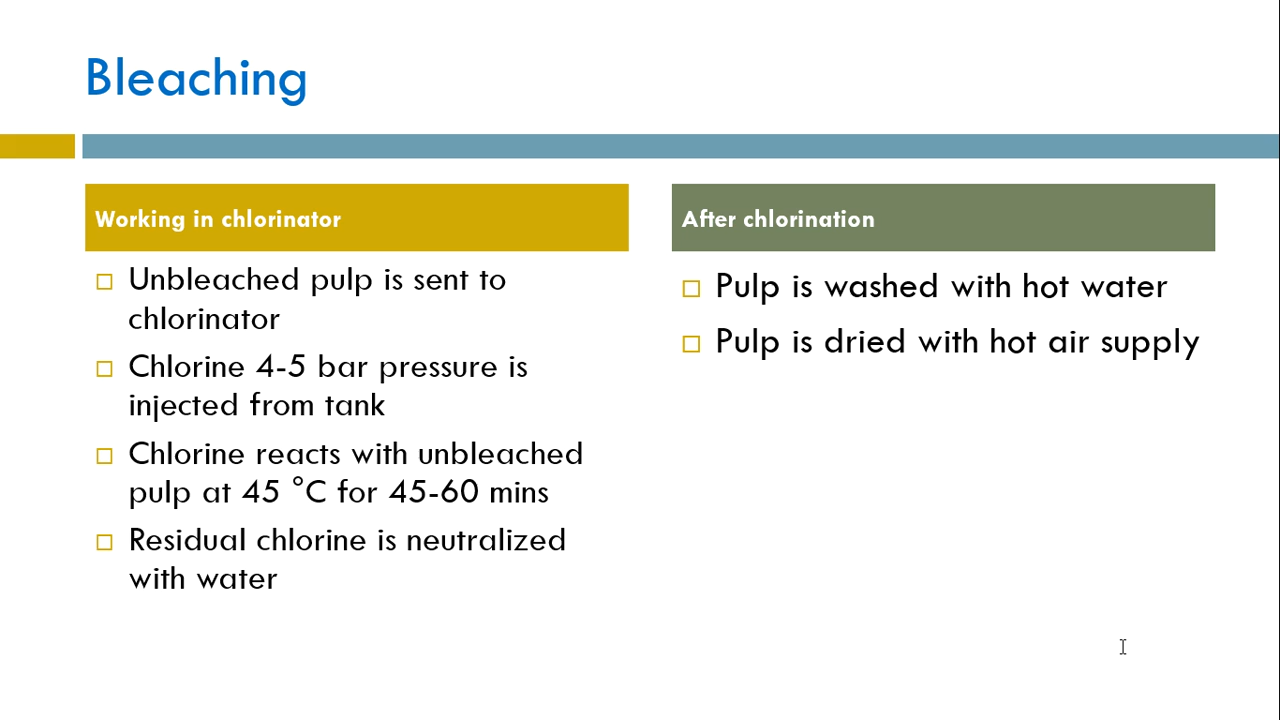 Bleaching
Working in chlorinator
Unbleached pulp is sent to
chlorinator
Chlorine 4-5 bar pressure is
injected from tank
Chlorine reacts with unbleached
pulp at 45 °C for 45-60 mins
Residual chlorine is neutralized
with water
After chlorination
Pulp is washed with hot water
Pulp is dried with hot air supply